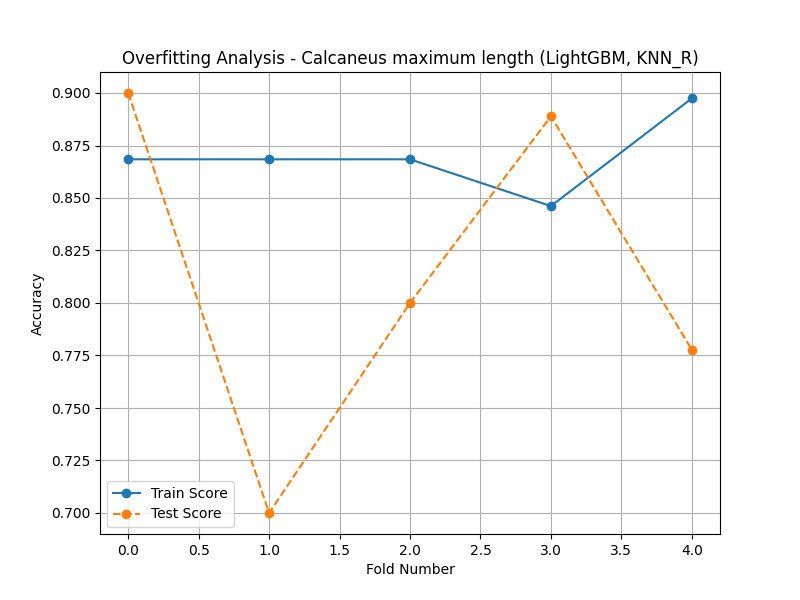 Overfitting Analysis - Calcaneus maximum length (LightGBM, KNN_R)
Accuracy
0.900
0.875
0.850
0.825
0.800
0.775
0.750
0.725
0.700
Train Score
Test Score
0.0 0.5 1.0 1.5 2.0 2.5 3.0 3.5 4.0
Fold Number